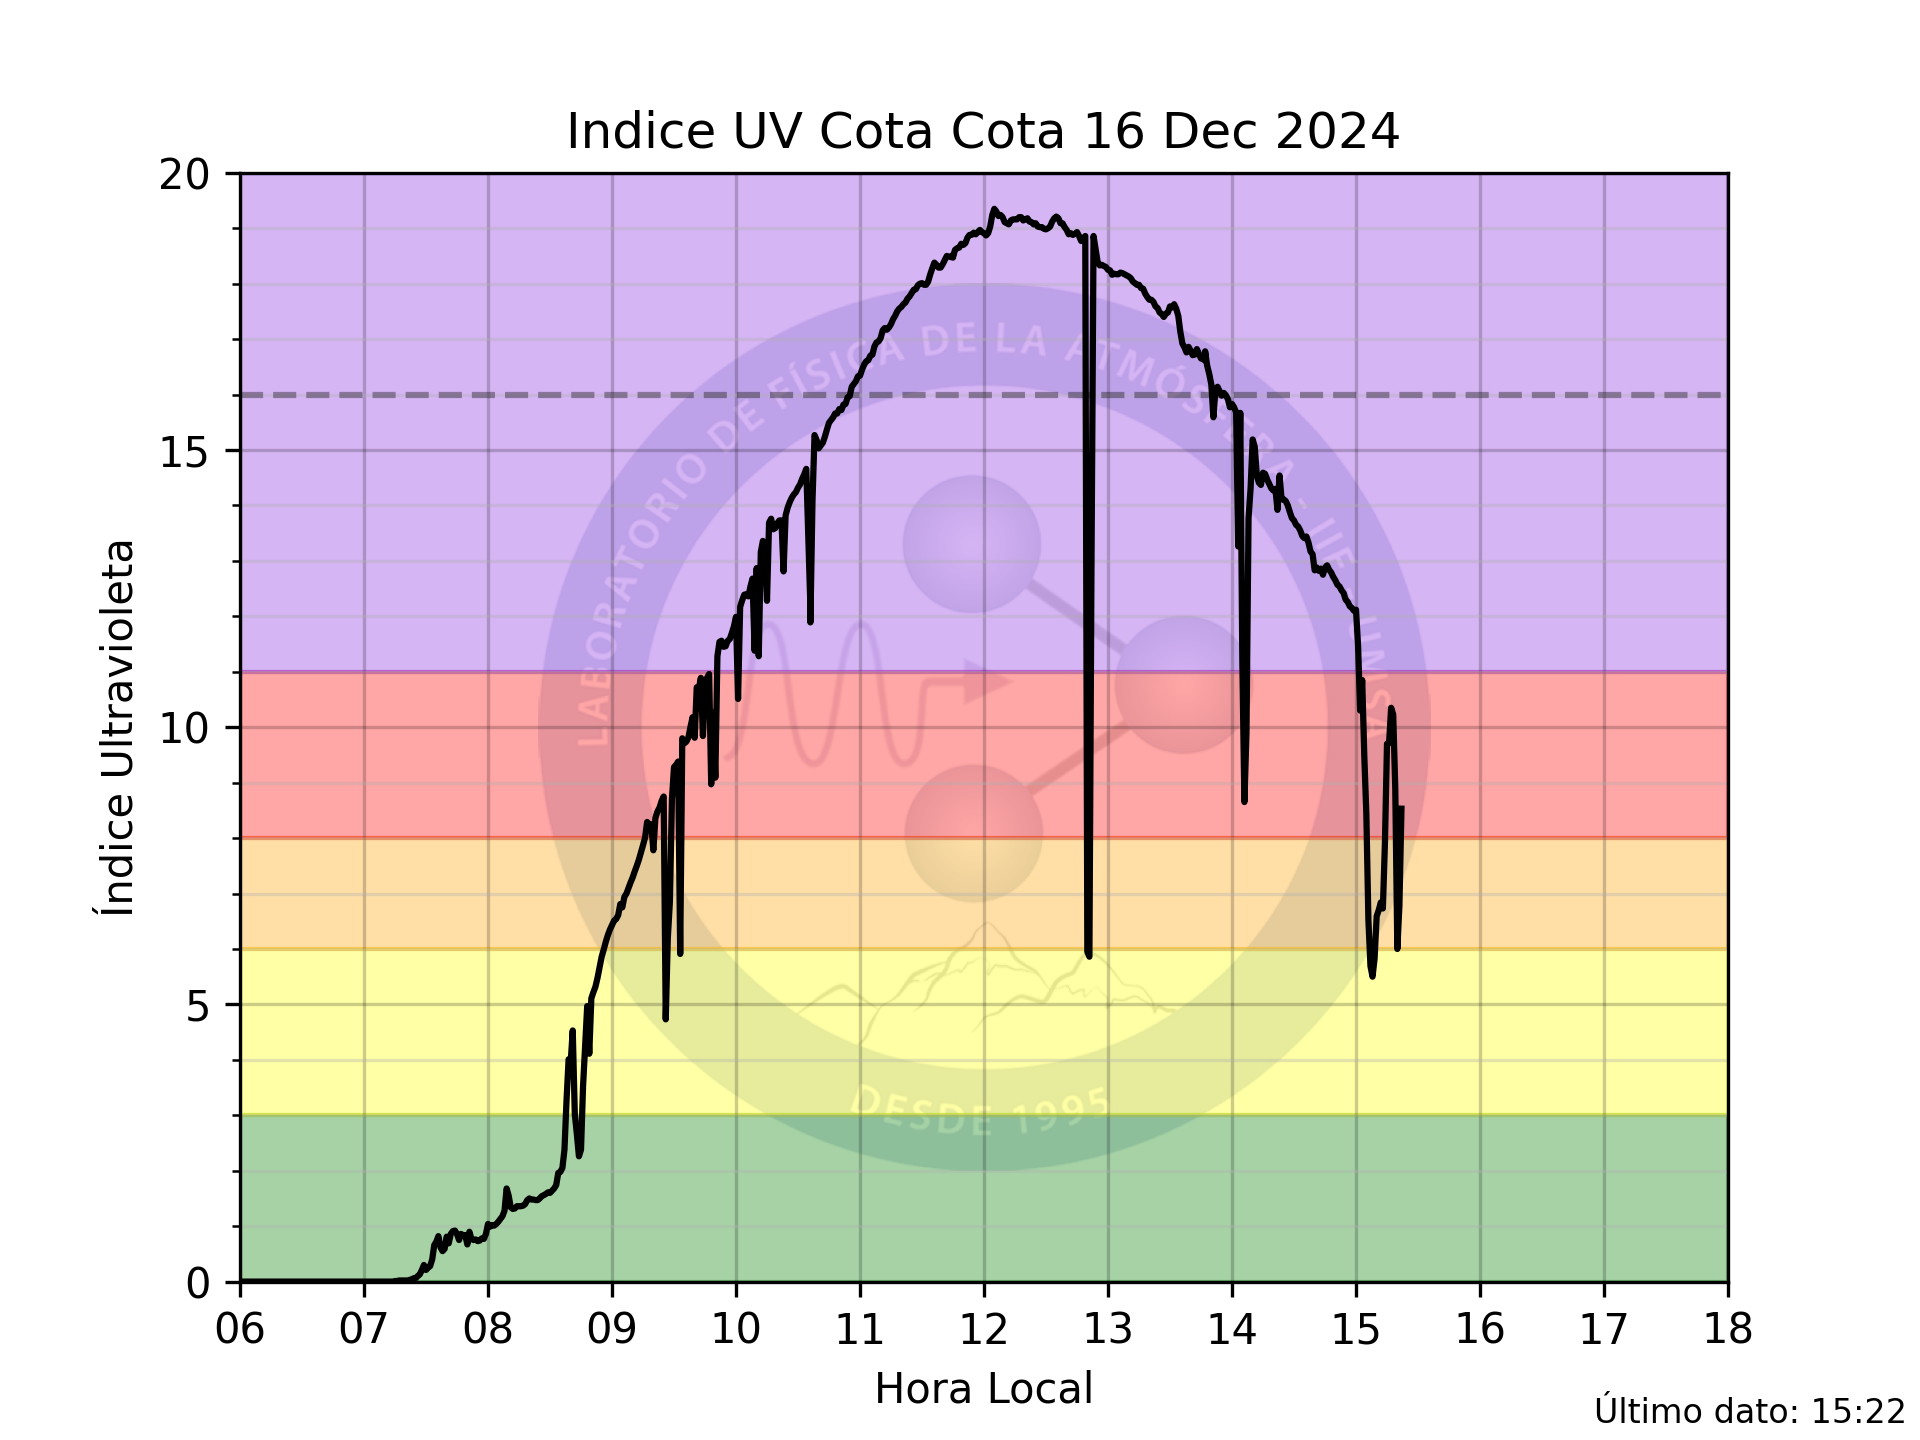 Indice UV Cota Cota 16 Dec 2024
20
15
10
5
0
Índice Ultravioleta
LABORATORIO DE FÍSICA DE LA ATMÓSFERA - IIF UMSA
DESDE 1995
06 07 08 09 10 11 12 13 14 15 16 17 18
Hora Local
Último dato: 15:22